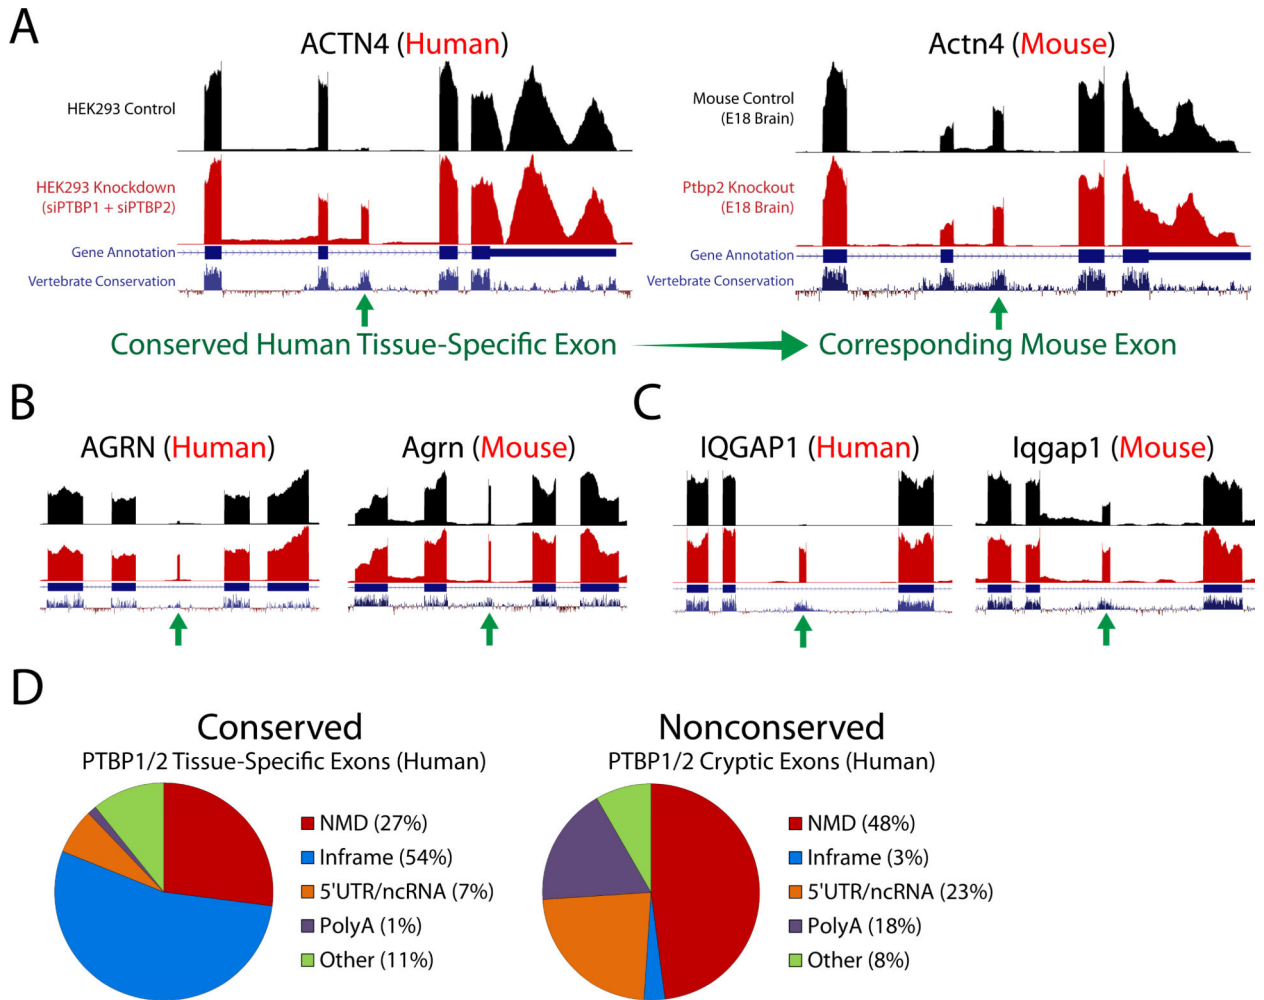 A
ACTN4 (Human)
HEK293 Control
HEK293 Knockdown
(siPTBP1 + siPTBP2)
Gene Annotation
Vertebrate Conservation
Actn4 (Mouse)
Mouse Control
(E18 Brain)
Ptbp2 Knockout
(E18 Brain)
Gene Annotation
Vertebrate Conservation
Conserved Human Tissue-Specific Exon
Corresponding Mouse Exon
B
AGRN (Human)
Agrn (Mouse)
C
IQGAP1 (Human)
Iqgap1 (Mouse)
D
Conserved
PTBP1/2 Tissue-Specific Exons (Human)
NMD (27%)
Inframe (54%)
5'UTR/ncRNA (7%)
PolyA (1%)
Other (11%)
Nonconserved
PTBP1/2 Cryptic Exons (Human)
NMD (48%)
Inframe (3%)
5'UTR/ncRNA (23%)
PolyA (18%)
Other (8%)